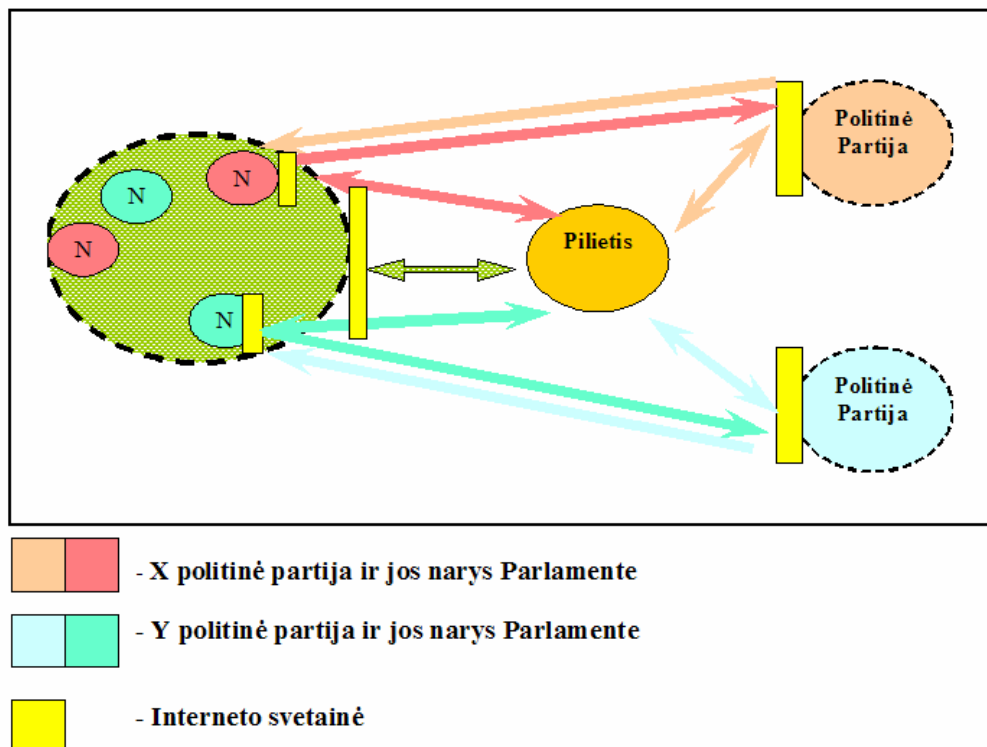 Politinė
Partija
N
N
N
Pilietis
N
Politinė
Partija
- X politinė partija ir jos narys Parlamente
- Y politinė partija ir jos narys Parlamente
- Interneto svetainė